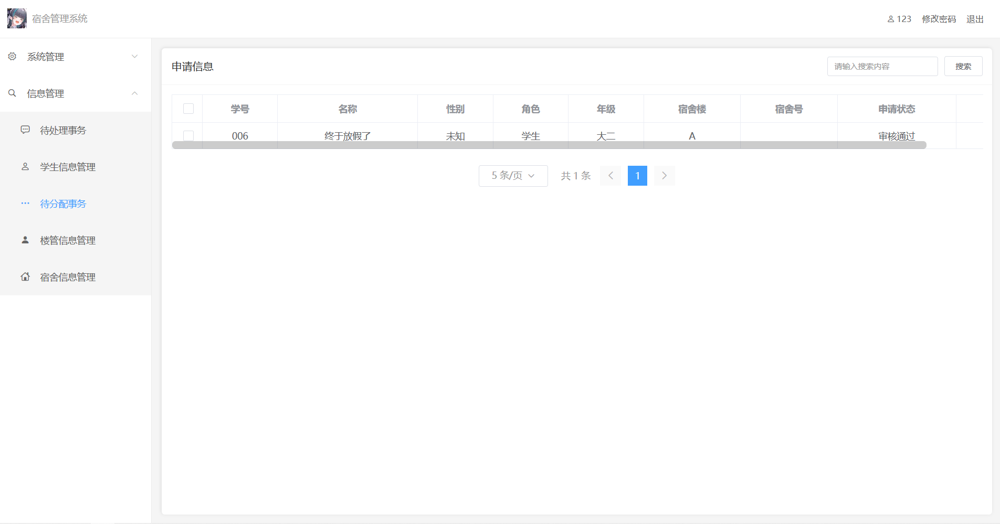 宿舍管理系统
123 修改密码 退出
系统管理
信息管理
待处理事务
学生信息管理
待分配事务
楼管信息管理
宿舍信息管理
申请信息
请输入搜索内容 搜索
学号 名称 性别 角色 年级 宿舍楼 宿舍号 申请状态
006 终于放假了 未知 学生 大二 A 审核通过
5 条/页 共 1 条 1